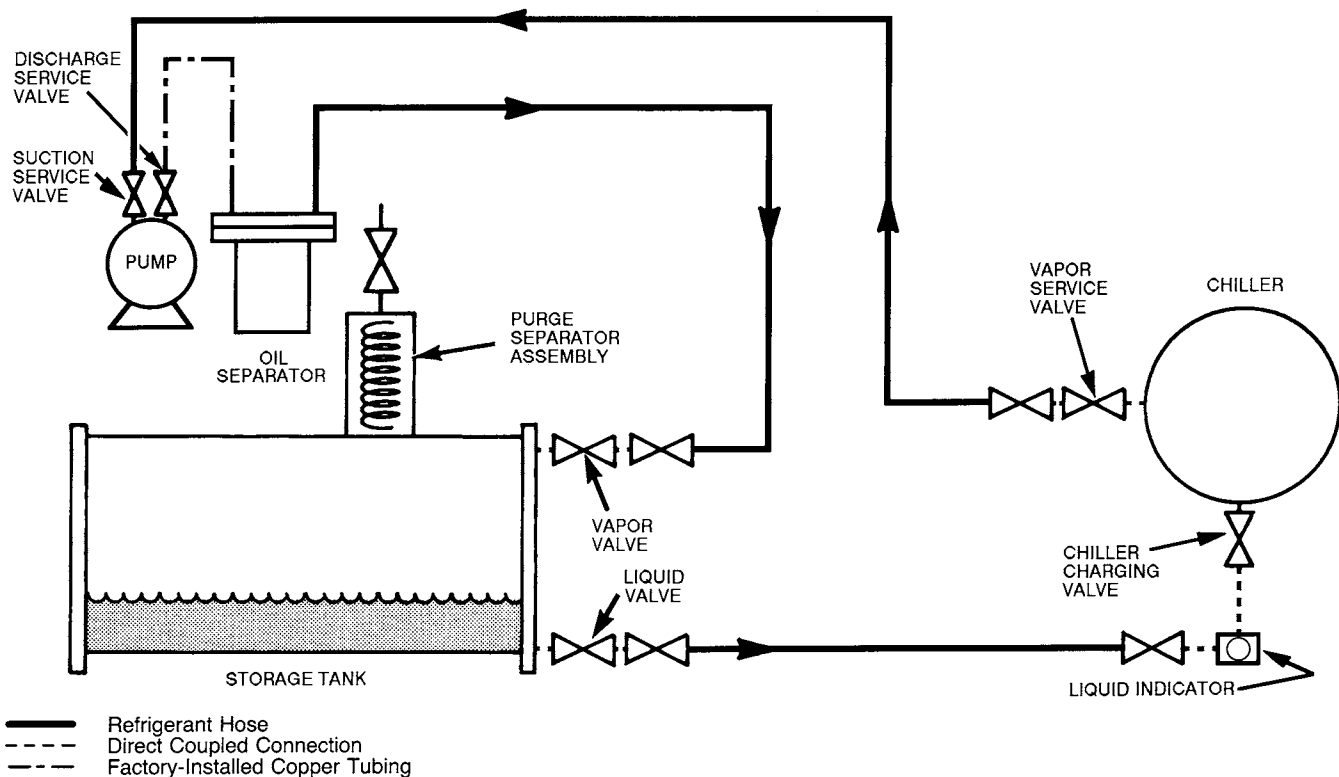 DISCHARGE
SERVICE
VALVE
SUCTION
SERVICE
VALVE
PUMP
OIL
SEPARATOR
PURGE
SEPARATOR
ASSEMBLY
VAPOR
SERVICE
VALVE
CHILLER
VAPOR
VALVE
LIQUID
VALVE
CHILLER
CHARGING
VALVE
STORAGE TANK
LIQUID INDICATOR
Refrigerant Hose
Direct Coupled Connection
Factory-Installed Copper Tubing